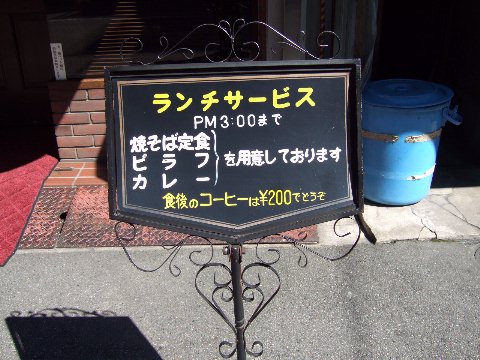 ランチサービス
PM3:00まで
焼そば定食
ピラフ
カレー
を用意しております
食後のコーヒーは¥200でどうぞ